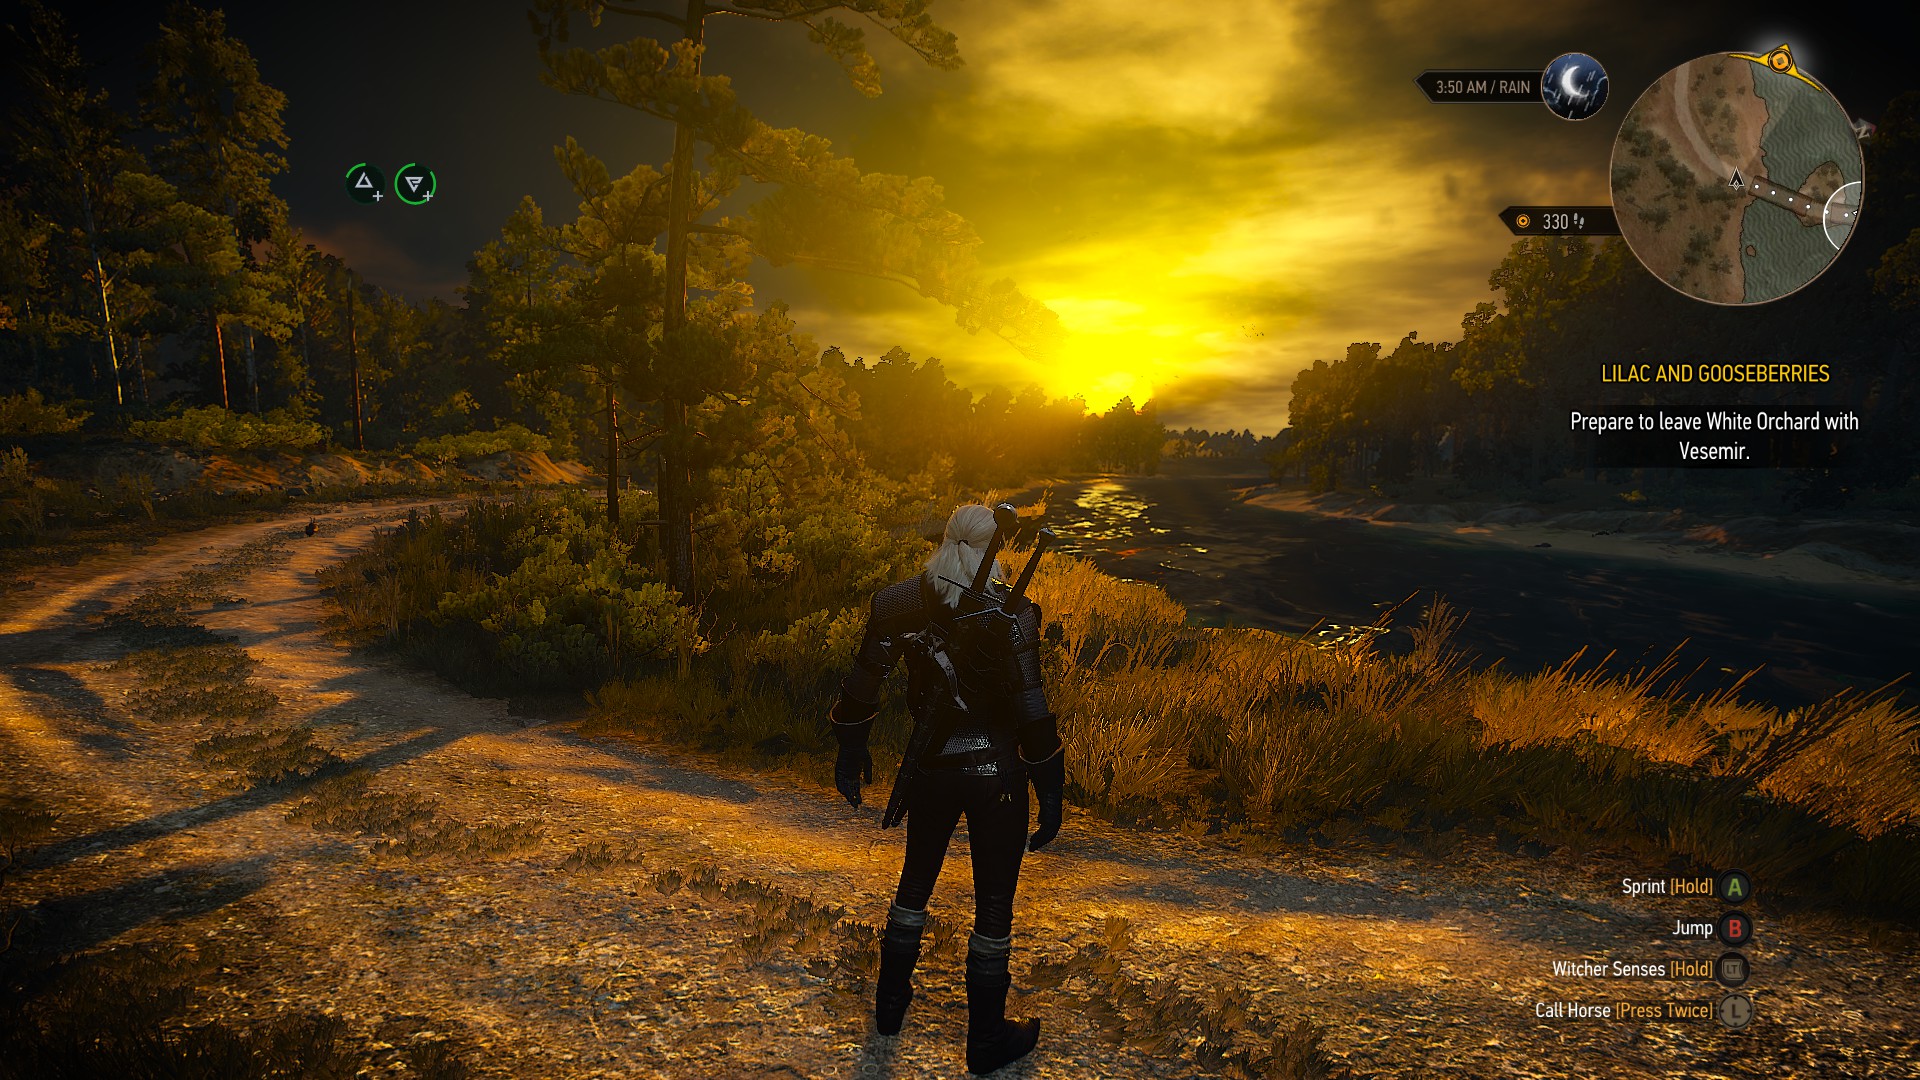 3:50 AM / RAIN
330
LILAC AND GOOSEBERRIES
Prepare to leave White Orchard with
Vesemir.
Sprint [Hold] A
Jump B
Witcher Senses [Hold] LT
Call Horse [Press Twice] L